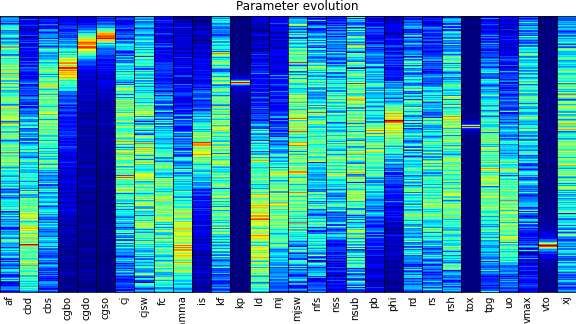 Parameter evolution
af cbd cbs cgbo cgdo cgso cj cjsw fc mma is kf kp ld mj mjsw nfs nss nsub pb phi rd rs rsh tox tpg uo vmax vto xj